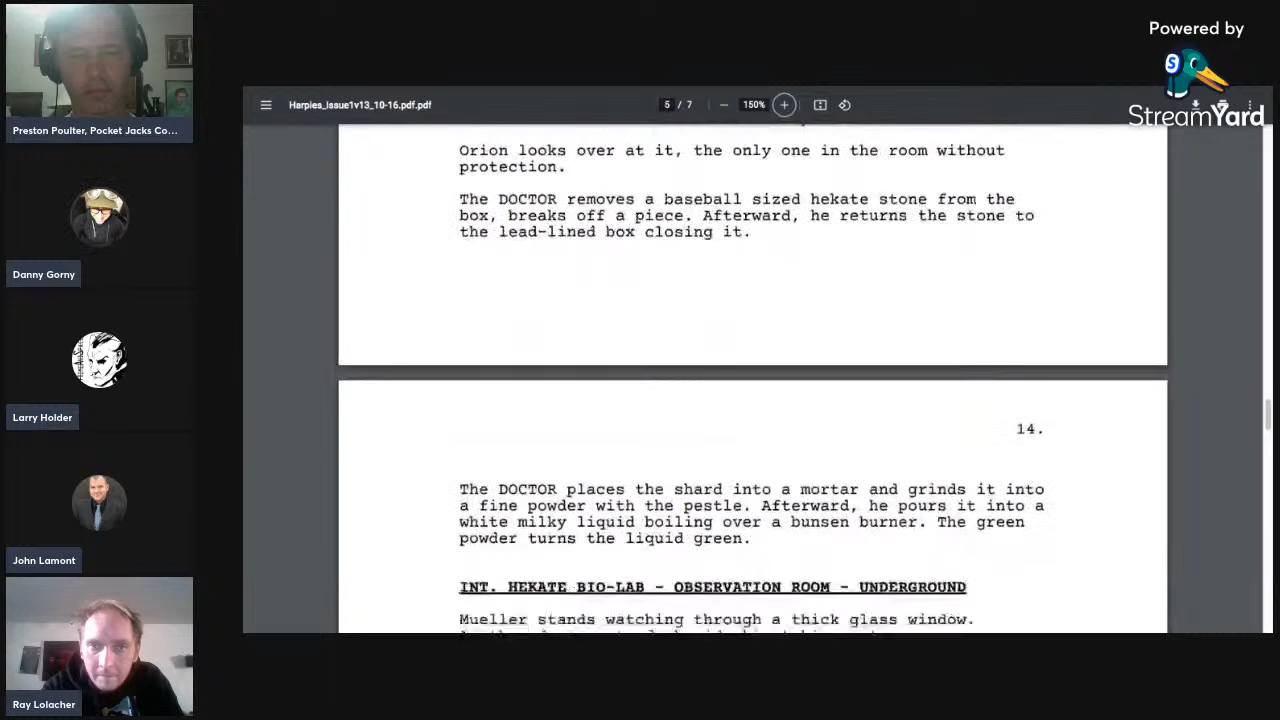 Powered by
StreamYard
Harpies_Issue1v13_10-16.pdf.pdf
5 / 7
150%
Orion looks over at it, the only one in the room without
protection.
The DOCTOR removes a baseball sized hekate stone from the
box, breaks off a piece. Afterward, he returns the stone to
the lead-lined box closing it.
14.
The DOCTOR places the shard into a mortar and grinds it into
a fine powder with the pestle. Afterward, he pours it into a
white milky liquid boiling over a bunsen burner. The green
powder turns the liquid green.
INT. HEKATE BIO-LAB - OBSERVATION ROOM - UNDERGROUND
Mueller stands watching through a thick glass window.
Preston Poulter, Pocket Jacks Co...
Danny Gorny
Larry Holder
John Lamont
Ray Lolacher